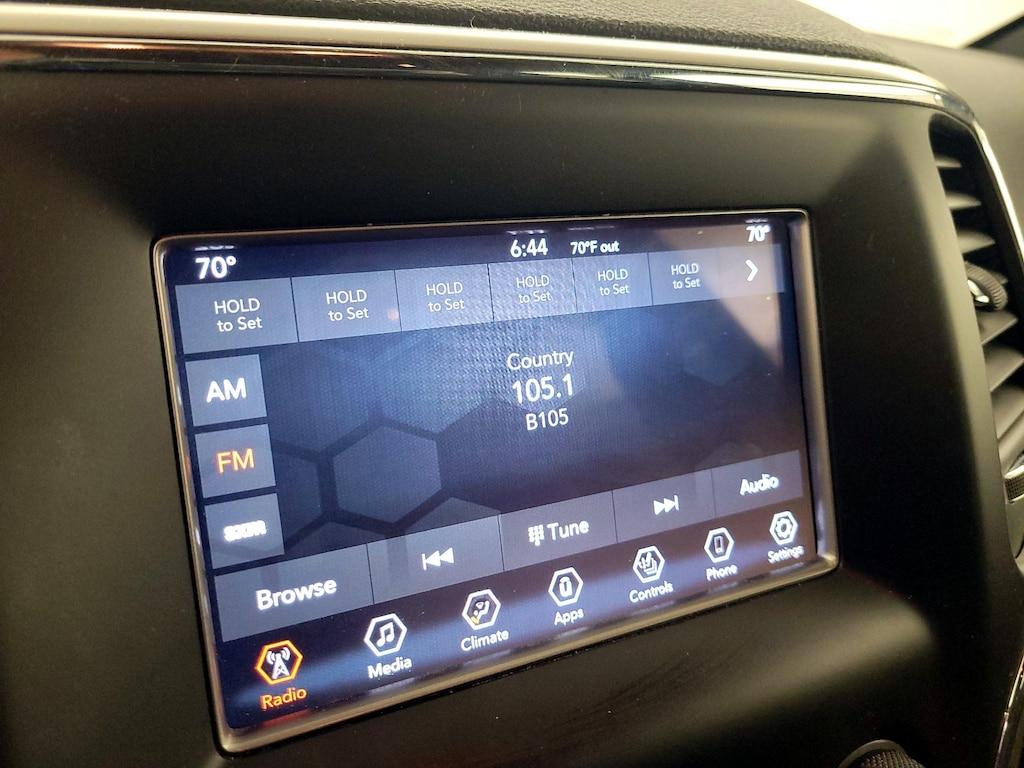 70°
6:44
70°F out
70°
HOLD
to Set
HOLD
to Set
HOLD
to Set
HOLD
to Set
HOLD
to Set
HOLD
to Set
AM
FM
Country
105.1
B105
Browse
Tune
Audio
Radio
Media
Climate
Apps
Controls
Phone
Settings